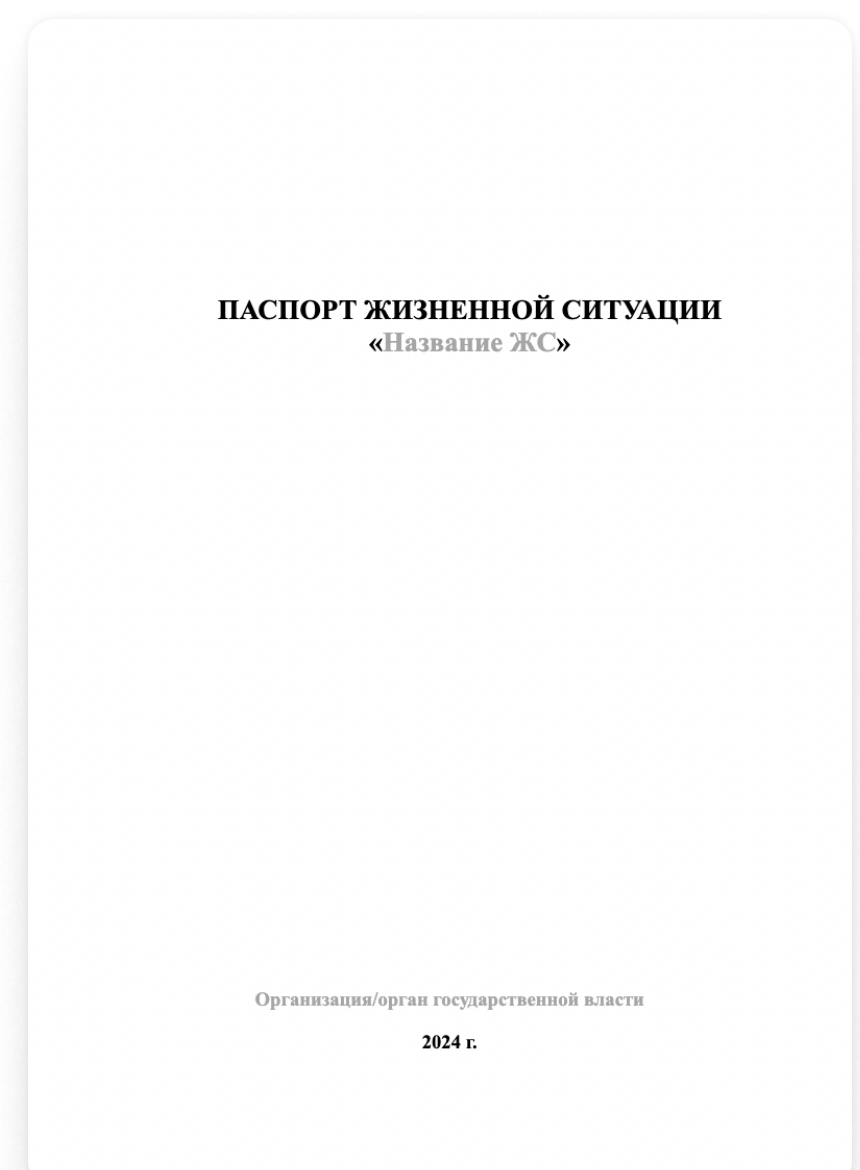 ПАСПОРТ ЖИЗНЕННОЙ СИТУАЦИИ
«Название ЖС»
Организация/орган государственной власти
2024 г.